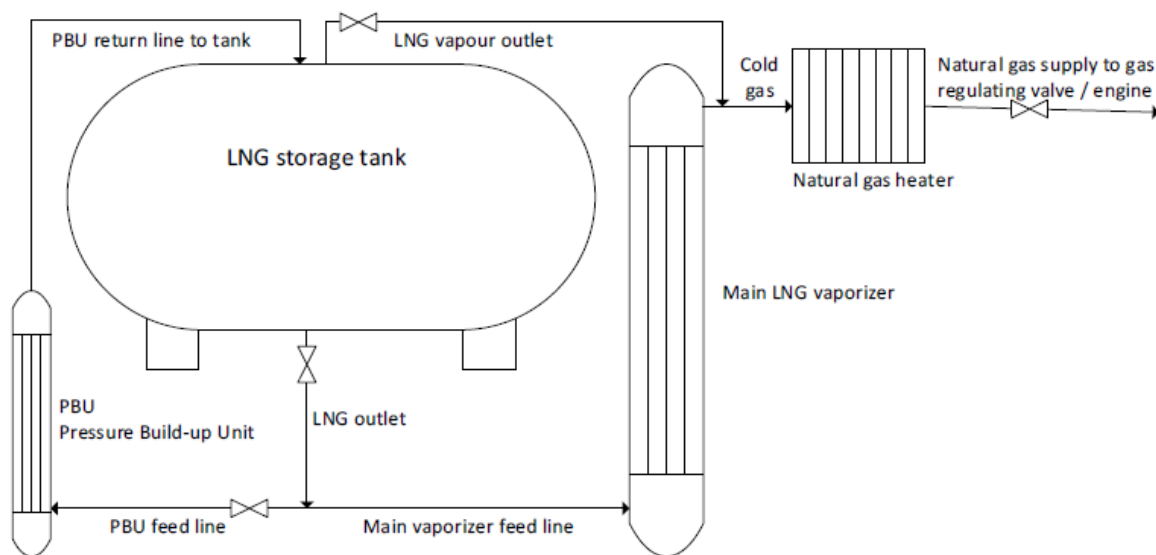 PBU return line to tank
LNG vapour outlet
Cold
gas
Natural gas supply to gas
regulating valve / engine
LNG storage tank
Natural gas heater
Main LNG vaporizer
PBU
Pressure Build-up Unit
LNG outlet
PBU feed line
Main vaporizer feed line